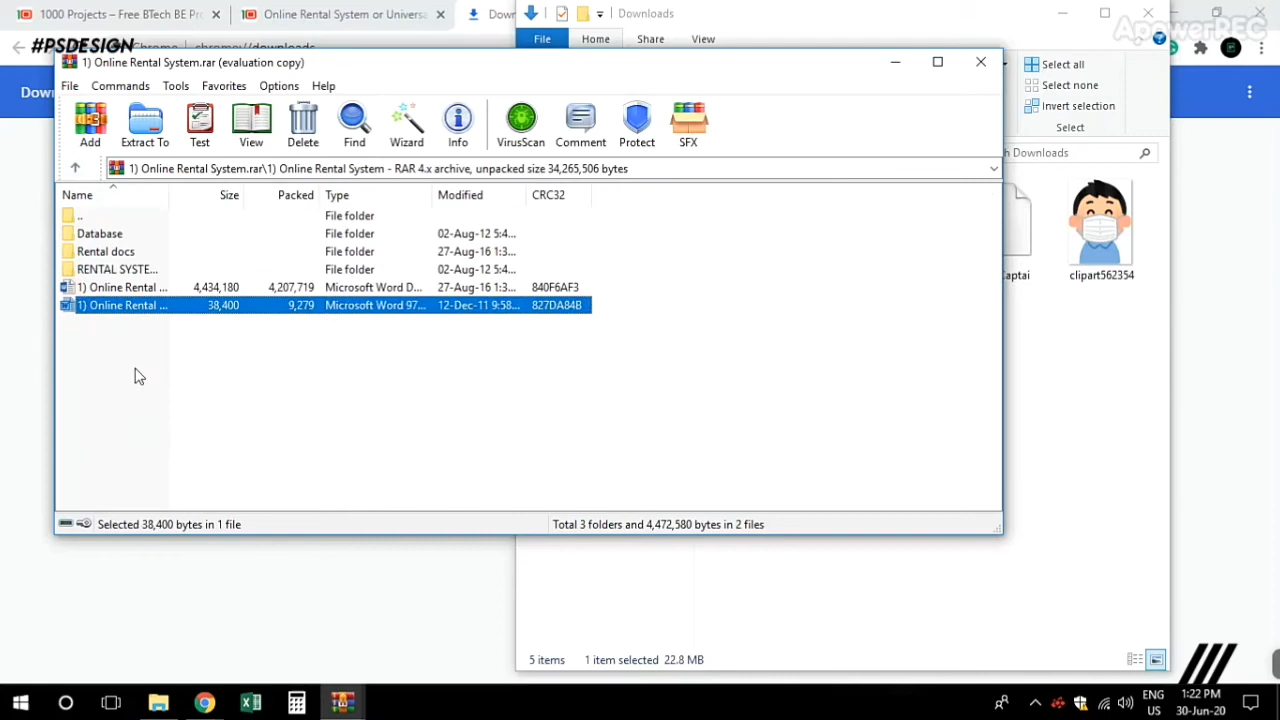 1000 Projects – Free BTech BE Pr
Online Rental System or Universa
Down
Downloads
ApowerREC
#PSDESIGN
Chrome
chrome://downloads
File
Home
Share
View
1) Online Rental System.rar (evaluation copy)
Select all
File
Commands
Tools
Favorites
Options
Help
Select none
Down
Invert selection
Add
Extract To
Test
View
Delete
Find
Wizard
Info
VirusScan
Comment
Protect
SFX
Select
Downloads
1) Online Rental System.rar\1) Online Rental System - RAR 4.x archive, unpacked size 34,265,506 bytes
Name Size Packed Type Modified CRC32
.. File folder
Database File folder 02-Aug-12 5:4...
Rental docs File folder 27-Aug-16 1:3...
RENTAL SYSTE... File folder 02-Aug-12 5:4...
1) Online Rental ... 4,434,180 4,207,719 Microsoft Word D... 27-Aug-16 1:3... 840F6AF3
1) Online Rental ... 38,400 9,279 Microsoft Word 97... 12-Dec-11 9:58... 827DA84B
Captai
clipart562354
Selected 38,400 bytes in 1 file
Total 3 folders and 4,472,580 bytes in 2 files
5 items 1 item selected 22.8 MB
ENG
US
1:22 PM
30-Jun-20